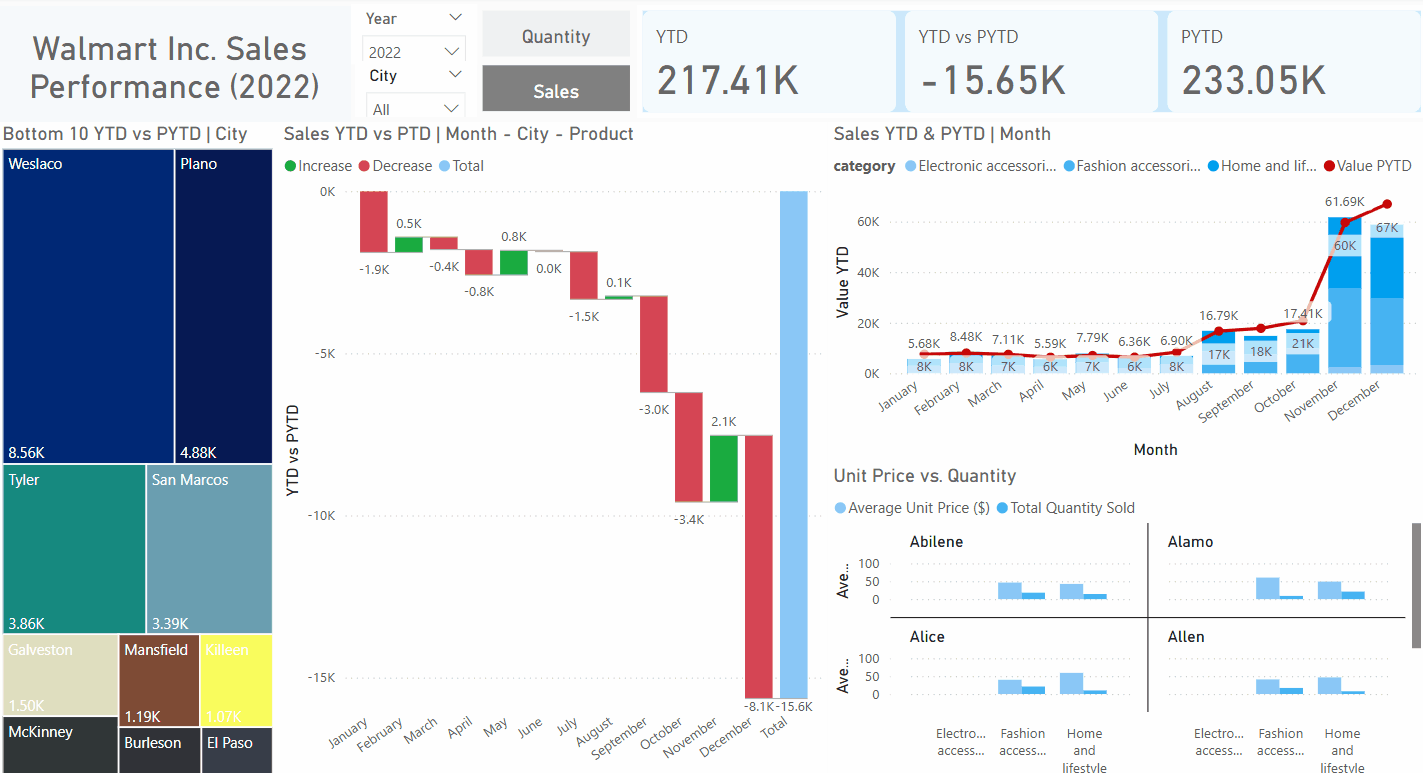 Walmart Inc. Sales
Performance (2022)
Year
2022
City
All
Quantity
Sales
YTD
217.41K
YTD vs PYTD
-15.65K
PYTD
233.05K
Bottom 10 YTD vs PYTD | City
Weslaco
8.56K
Plano
4.88K
Tyler
3.86K
San Marcos
3.39K
Galveston
1.50K
Mansfield
1.19K
Killeen
1.07K
McKinney
Burleson
El Paso
Sales YTD vs PTD | Month - City - Product
Increase Decrease Total
YTD vs PYTD
0K
-5K
-10K
-15K
-1.9K
0.5K
-0.4K
-0.8K
0.8K
0.0K
-1.5K
0.1K
-3.0K
-3.4K
2.1K
-8.1K
-15.6K
January
February
March
April
May
June
July
August
September
October
November
December
Total
Sales YTD & PYTD | Month
category Electronic accessori... Fashion accessori... Home and lif... Value PYTD
Value YTD
60K
40K
20K
0K
5.68K
8.48K
7.11K
5.59K
7.79K
6.36K
6.90K
16.79K
17.41K
61.69K
8K
8K
7K
6K
7K
6K
8K
17K
18K
21K
60K
67K
January
February
March
April
May
June
July
August
September
October
November
December
Month
Unit Price vs. Quantity
Average Unit Price ($) Total Quantity Sold
Abilene
Alamo
Ave...
100
50
0
Alice
Allen
Ave...
100
50
0
Electro...
access...
Fashion
access...
Home
and
lifestyle
Electro...
access...
Fashion
access...
Home
and
lifestyle